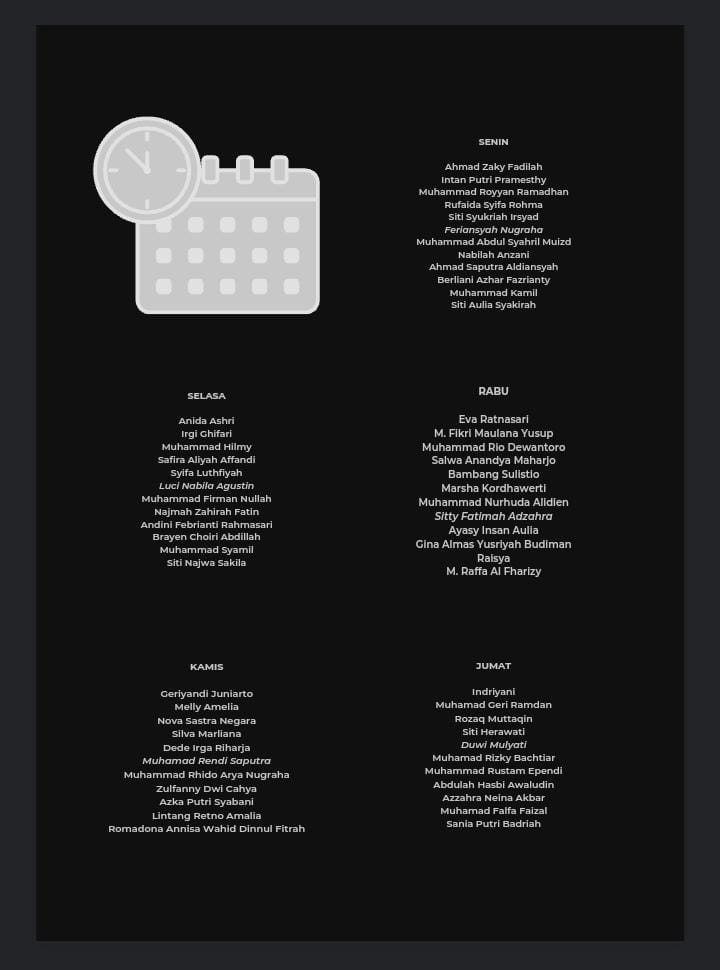 SENIN
Ahmad Zaky Fadilah
Intan Putri Pramesthy
Muhammad Royyan Ramadhan
Rufaida Syifa Rohma
Siti Syukriah Irsyad
Feriansyah Nugraha
Muhammad Abdul Syahril Muizd
Nabilah Anzani
Ahmad Saputra Aldiansyah
Berliani Azhar Fazrianty
Muhammad Kamil
Siti Aulia Syakirah
SELASA
Anida Ashri
Irgi Ghifari
Muhammad Hilmy
Safira Aliyah Affandi
Syifa Luthfiyah
Luci Nabila Agustin
Muhammad Firman Nullah
Najmah Zahirah Fatin
Andini Febrianti Rahmasari
Brayen Choiri Abdillah
Muhammad Syamil
Siti Najwa Sakila
RABU
Eva Ratnasari
M. Fikri Maulana Yusup
Muhammad Rio Dewantoro
Salwa Anandya Maharjo
Bambang Sulistio
Marsha Kordhawerti
Muhammad Nurhuda Alidien
Sitty Fatimah Adzahra
Ayasy Insan Aulia
Gina Almas Yusriyah Budiman
Raisya
M. Raffa Al Fharizy
KAMIS
Geriyandi Juniarto
Melly Amelia
Nova Sastra Negara
Silva Marliana
Dede Irga Riharja
Muhamad Rendi Saputra
Muhammad Rhido Arya Nugraha
Zulfanny Dwi Cahya
Azka Putri Syabani
Lintang Retno Amalia
Romadona Annisa Wahid Dinnul Fitrah
JUMAT
Indriyani
Muhamad Geri Ramdan
Rozaq Muttaqin
Siti Herawati
Duwi Mulyati
Muhamad Rizky Bachtiar
Muhammad Rustam Ependi
Abdulah Hasbi Awaludin
Azzahra Neina Akbar
Muhamad Falfa Faizal
Sania Putri Badriah